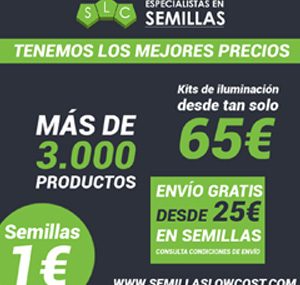 SLC
ESPECIALISTAS EN
SEMILLAS
TENEMOS LOS MEJORES PRECIOS
MÁS DE
3.000
PRODUCTOS
Kits de iluminación
desde tan solo
65€
ENVÍO GRATIS
DESDE 25€
EN SEMILLAS
CONSULTA CONDICIONES DE ENVÍO
Semillas
1€
WWW.SEMILLASLOWCOST.COM